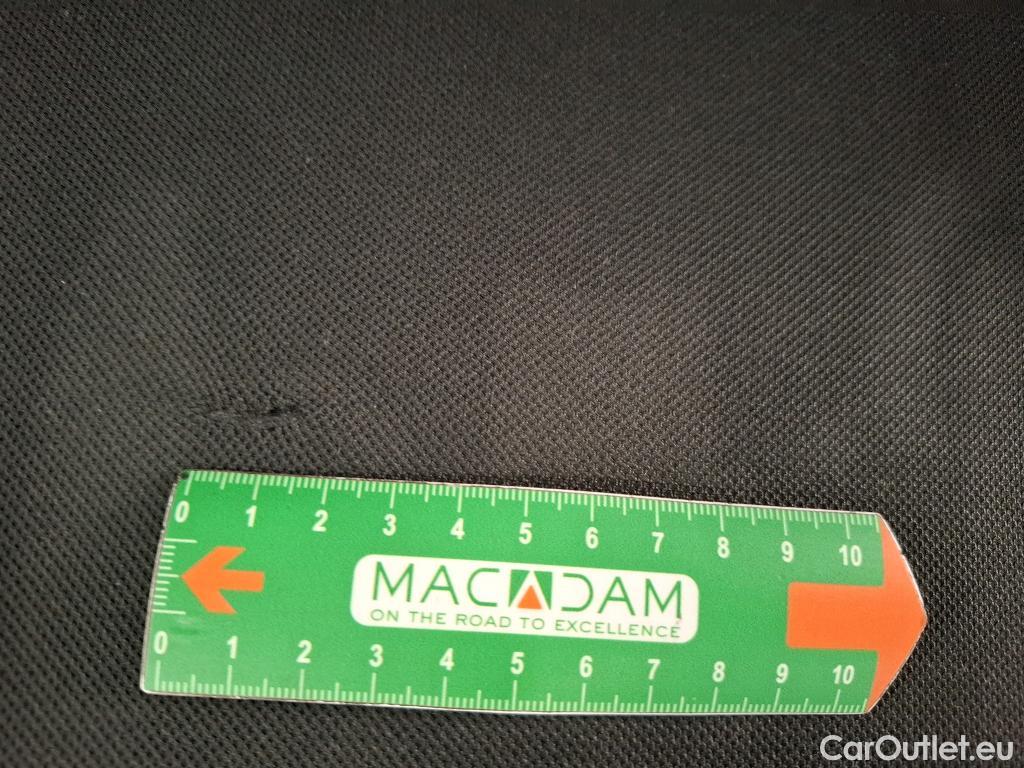 0 1 2 3 4 5 6 7 8 9 10
MACADAM
ON THE ROAD TO EXCELLENCE
0 1 2 3 4 5 6 7 8 9 10
CarOutlet.eu